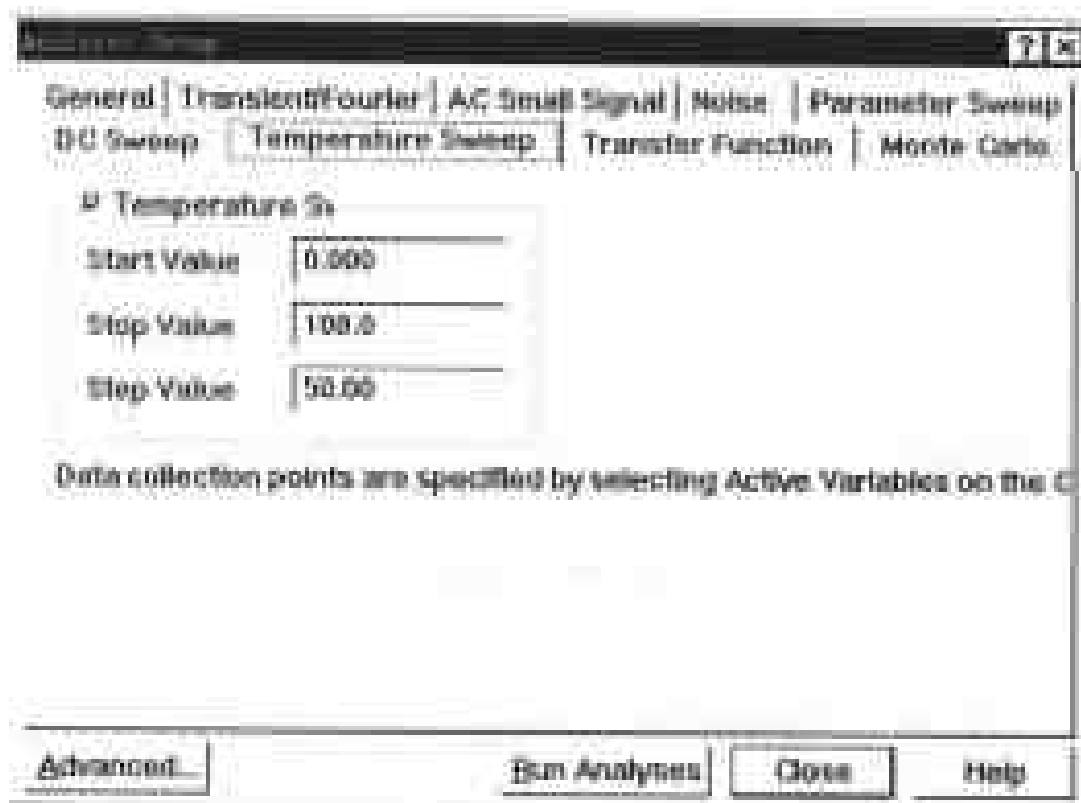 ? ×
General Transient/Fourier AC Small Signal Noise Parameter Sweep
DC Sweep Temperature Sweep Transfer Function Monte Carlo
Temperature Sw
Start Value 0.000
Stop Value 100.0
Step Value 50.00
Data collection points are specified by selecting Active Variables on the
Advanced...
Run Analyses
Close
Help